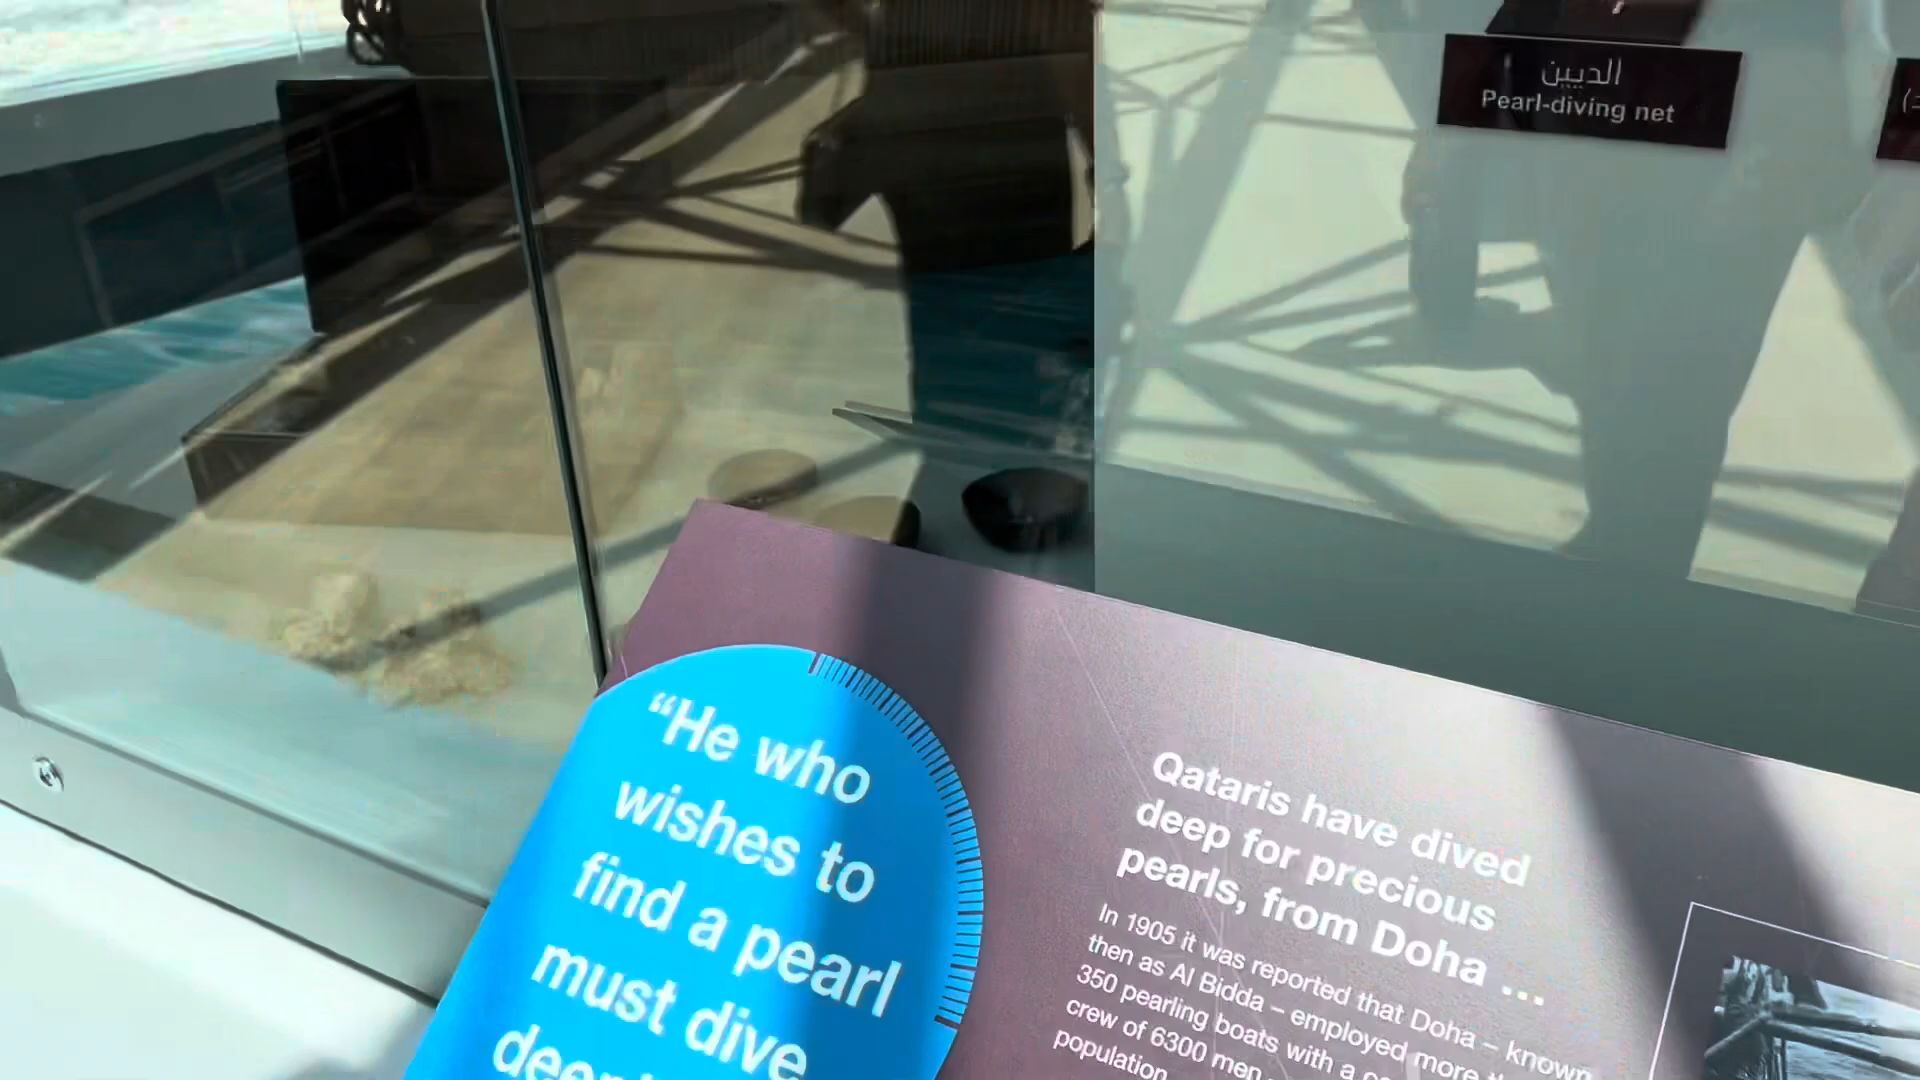 الديين
Pearl-diving net
“He who
wishes to
find a pearl
must dive
Qataris have dived
deep for precious
pearls, from Doha ...
In 1905 it was reported that Doha – known
then as Al Bidda – employed more
350 pearling boats with a
crew of 6300 men
population